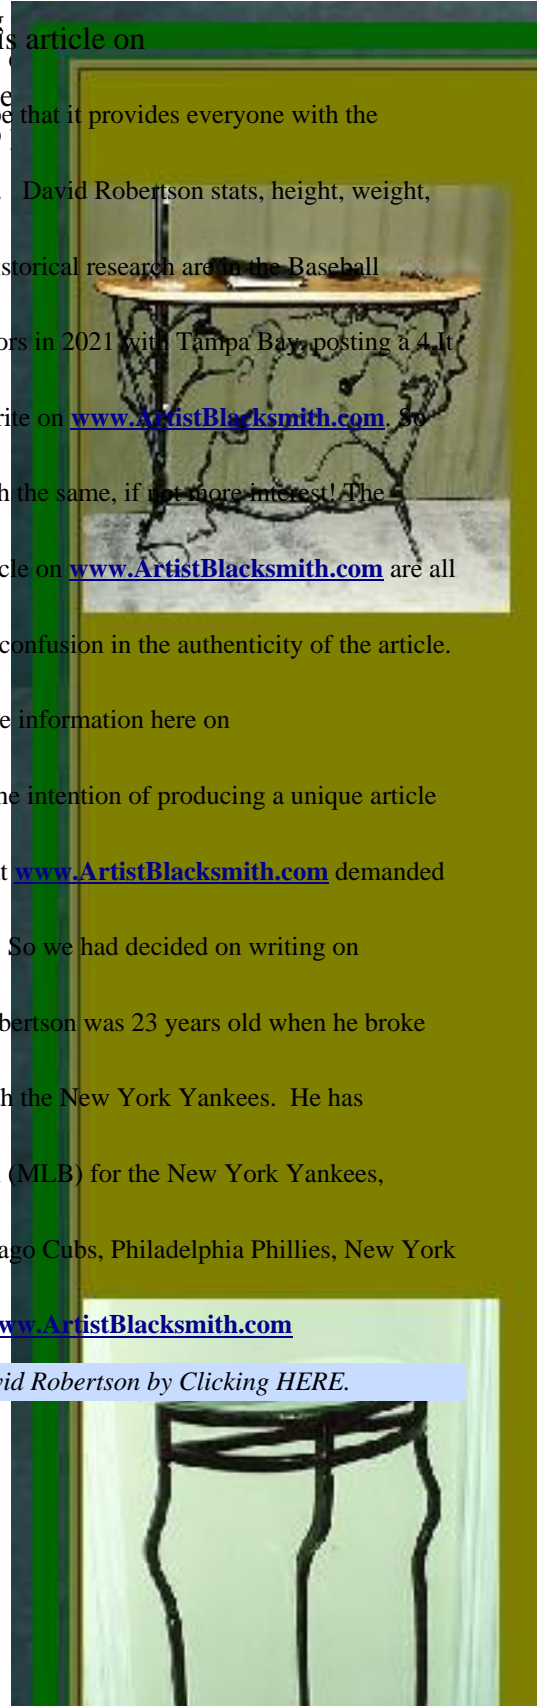 is article on
e that it provides everyone with the
David Robertson stats, height, weight,
storical research are in the Baseball
ors in 2021 with Tampa Bay, posting a 4.It
rite on www.ArtistBlacksmith.com. So
h the same, if not more interest! The
cle on www.ArtistBlacksmith.com are all
confusion in the authenticity of the article.
e information here on
he intention of producing a unique article
t www.ArtistBlacksmith.com demanded
So we had decided on writing on
bertson was 23 years old when he broke
h the New York Yankees. He has
(MLB) for the New York Yankees,
ago Cubs, Philadelphia Phillies, New York
ww.ArtistBlacksmith.com
vid Robertson by Clicking HERE.